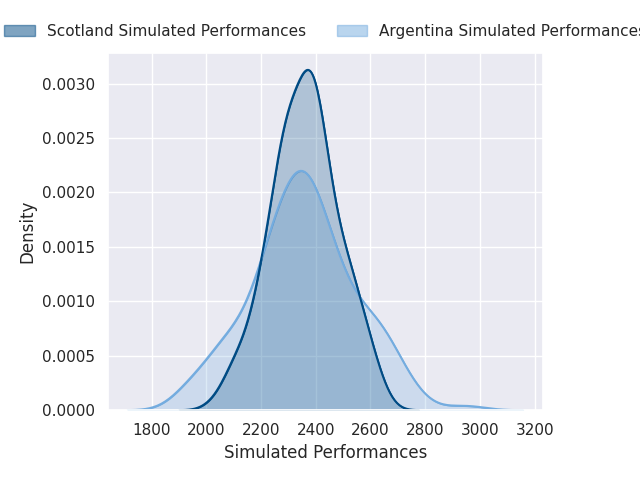 Scotland Simulated Performances Argentina Simulated Performances
0.0030
0.0025
0.0020
0.0015
0.0010
0.0005
0.0000
Density
1800 2000 2200 2400 2600 2800 3000 3200
Simulated Performances